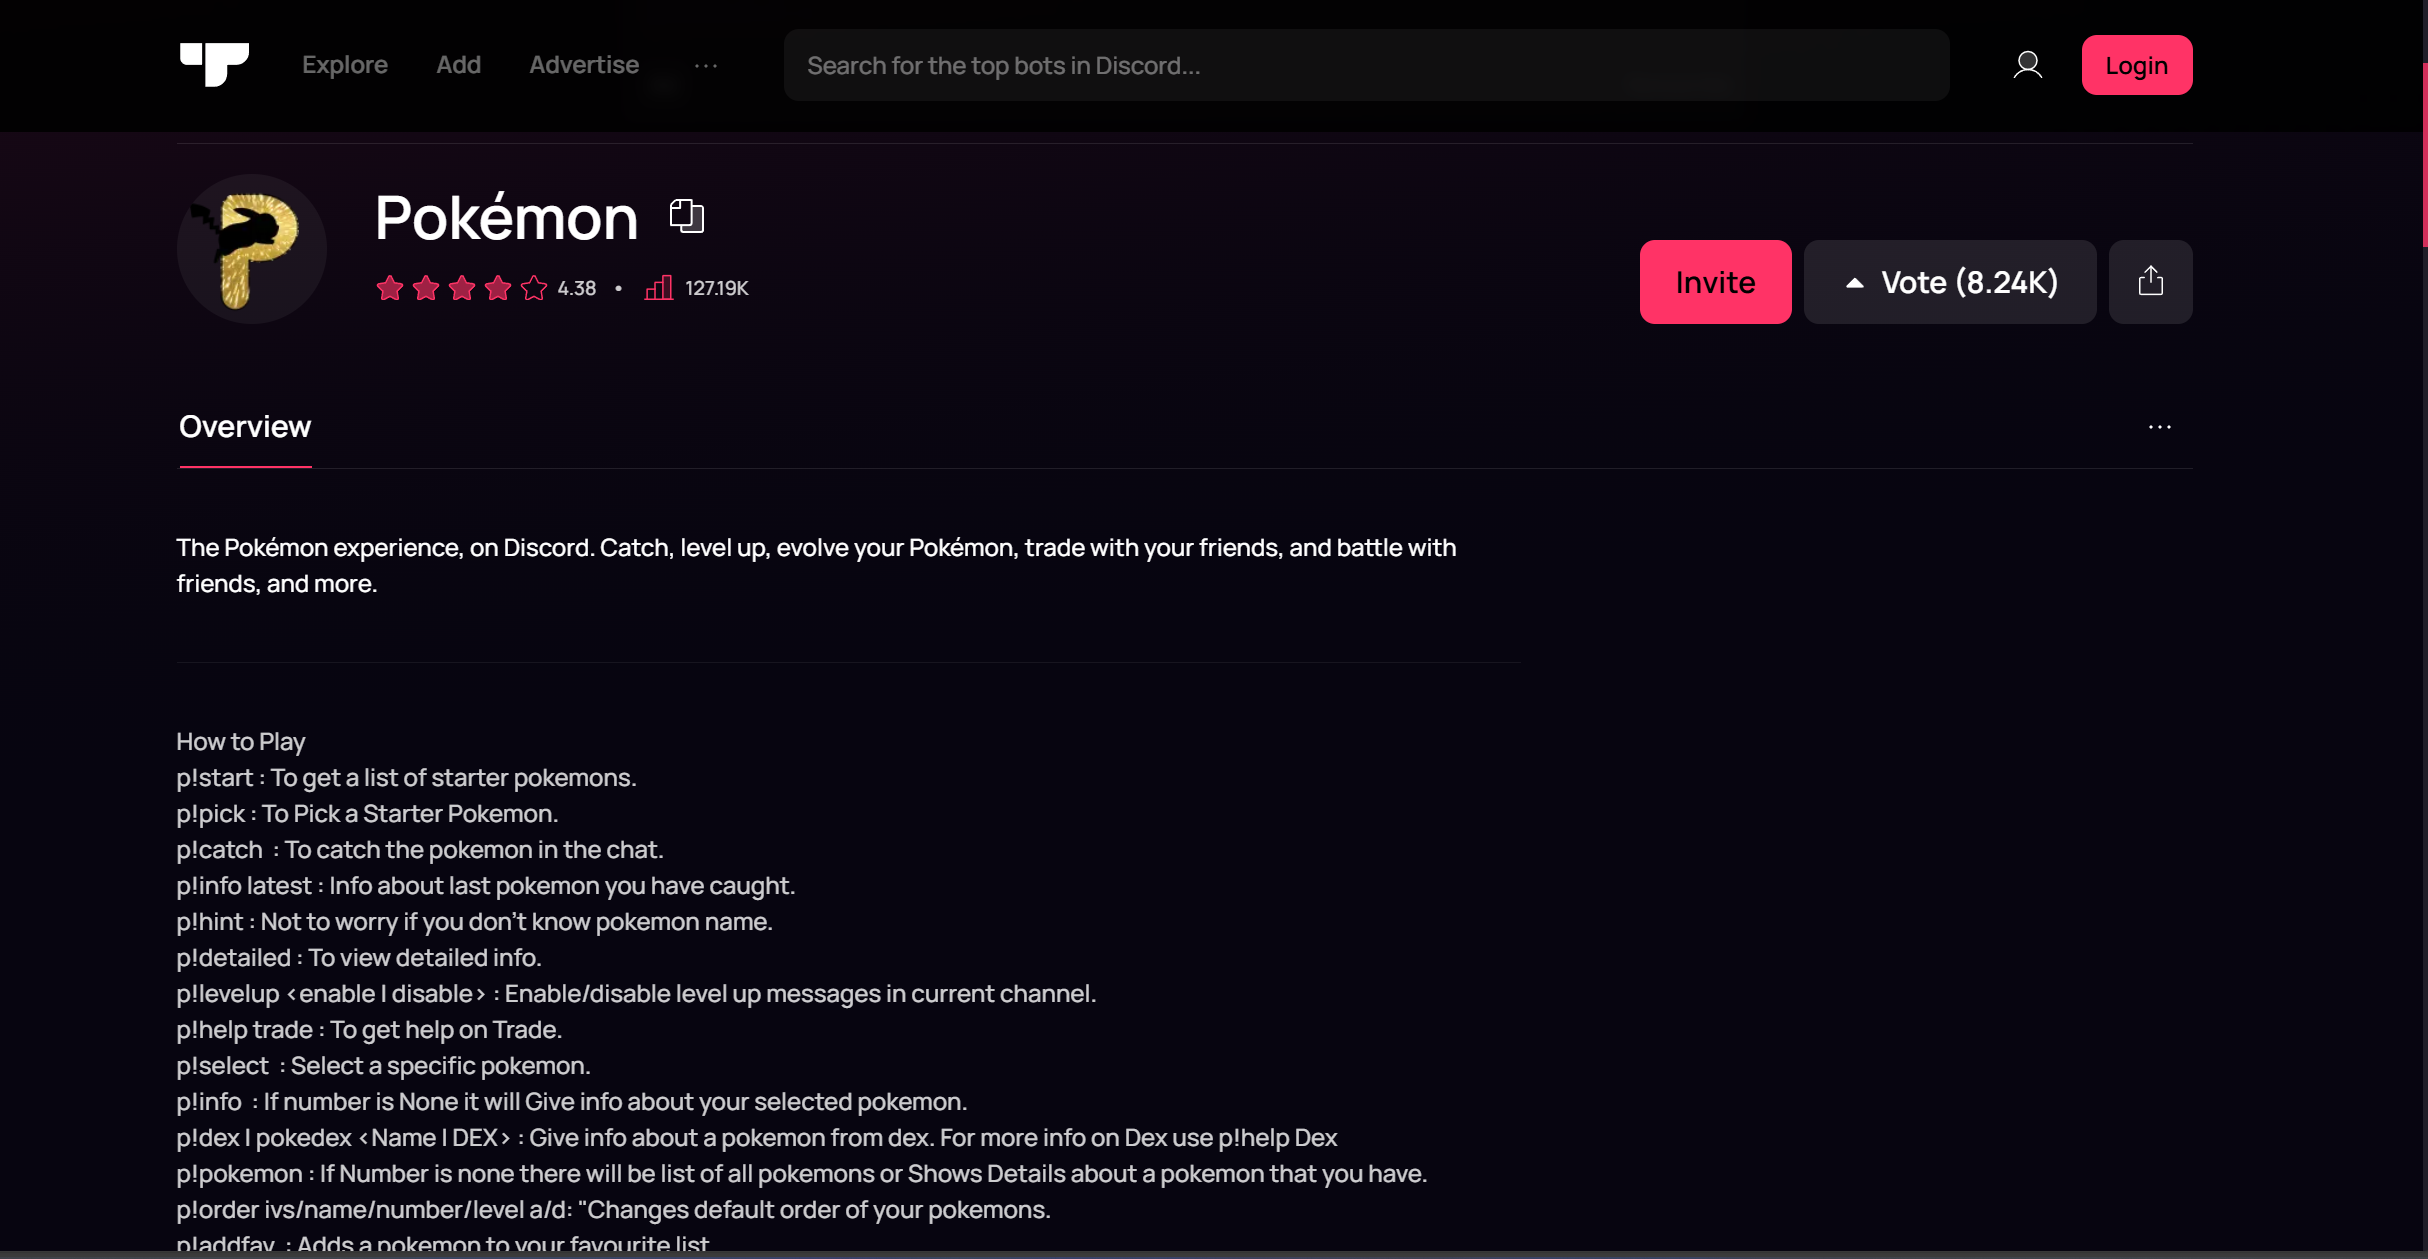 Explore Add Advertise ... Search for the top bots in Discord... Login
Pokémon
4.38 • 127.19K
Invite Vote (8.24K)
Overview ...
The Pokémon experience, on Discord. Catch, level up, evolve your Pokémon, trade with your friends, and battle with
friends, and more.
How to Play
p!start : To get a list of starter pokemons.
p!pick : To Pick a Starter Pokemon.
p!catch  : To catch the pokemon in the chat.
p!info latest : Info about last pokemon you have caught.
p!hint : Not to worry if you don’t know pokemon name.
p!detailed : To view detailed info.
p!levelup <enable | disable> : Enable/disable level up messages in current channel.
p!help trade : To get help on Trade.
p!select  : Select a specific pokemon.
p!info  : If number is None it will Give info about your selected pokemon.
p!dex | pokedex <Name | DEX> : Give info about a pokemon from dex. For more info on Dex use p!help Dex
p!pokemon : If Number is none there will be list of all pokemons or Shows Details about a pokemon that you have.
p!order ivs/name/number/level a/d: "Changes default order of your pokemons.
p!addfav  : Adds a pokemon to your favourite list